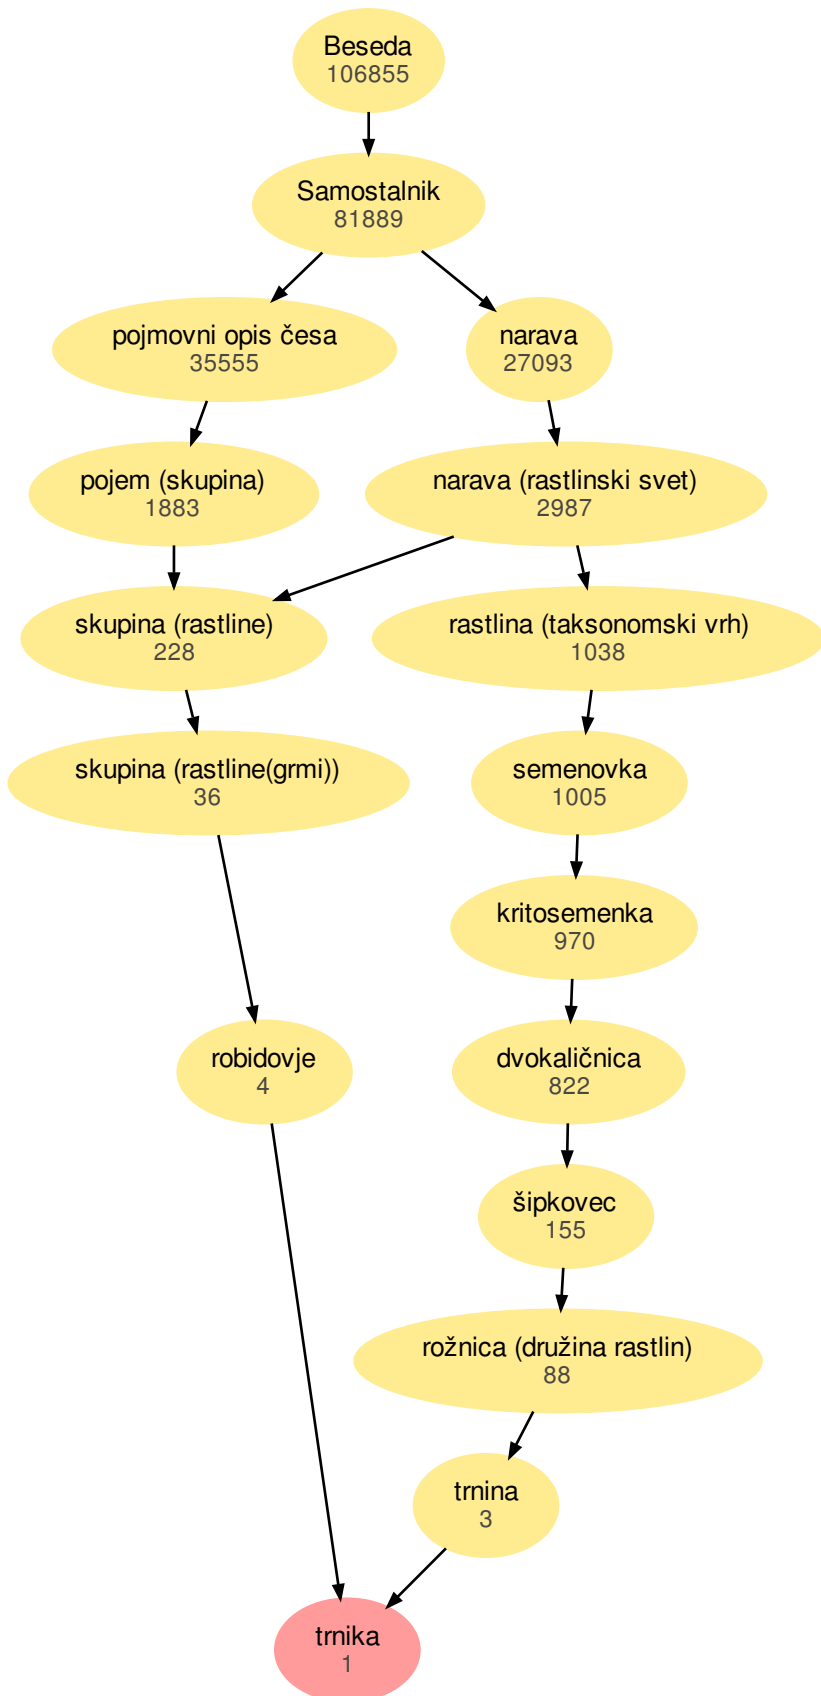 Beseda
106855
Samostalnik
81889
pojmovni opis česa
35555
narava
27093
pojem (skupina)
1883
narava (rastlinski svet)
2987
skupina (rastline)
228
rastlina (taksonomski vrh)
1038
skupina (rastline(grmi))
36
semenovka
1005
kritosemenka
970
robidovje
4
dvokaličnica
822
šipkovec
155
rožnica (družina rastlin)
88
trnina
3
trnika
1